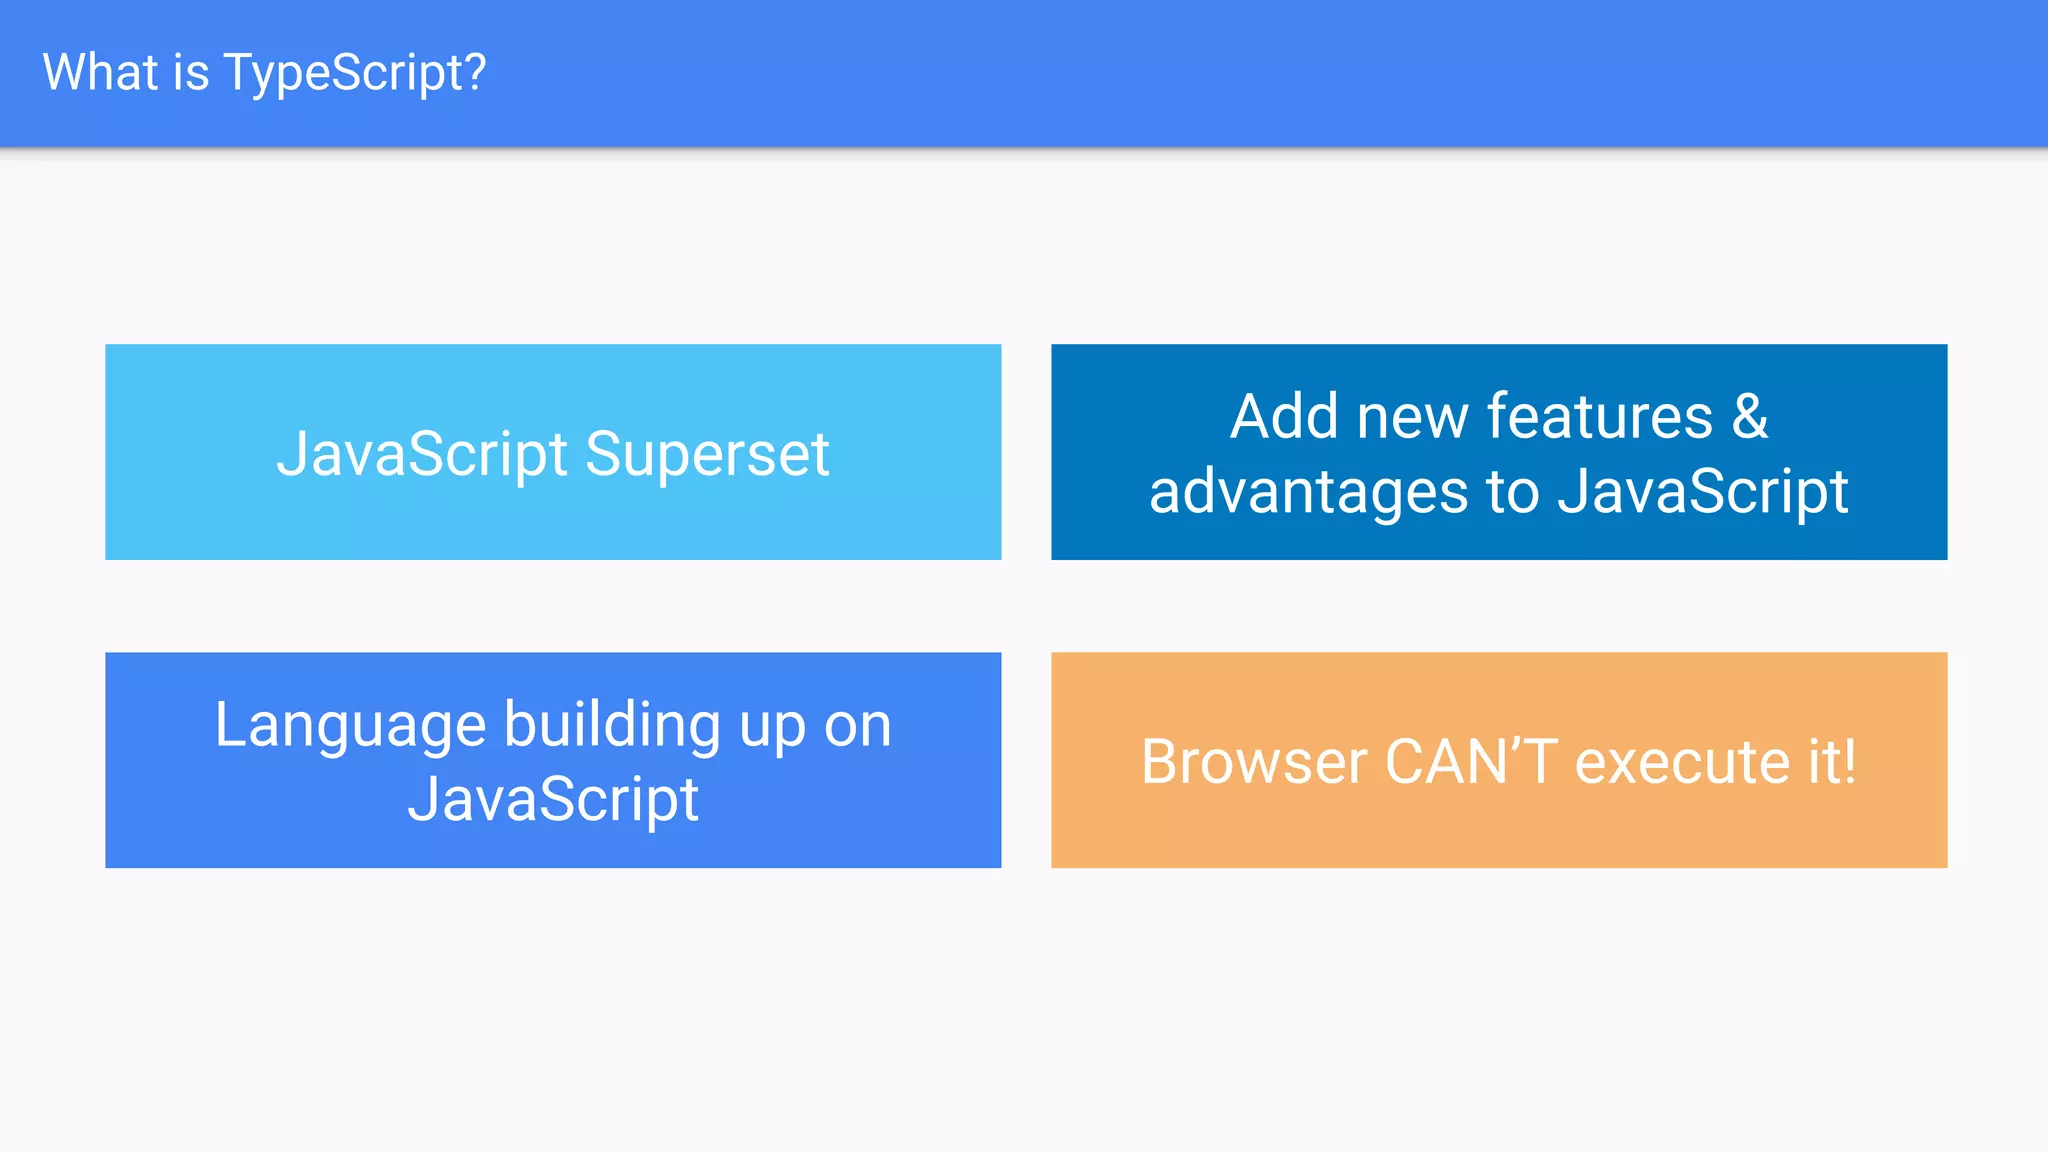 What is TypeScript?
JavaScript Superset
Add new features &
advantages to JavaScript
Language building up on
JavaScript
Browser CAN’T execute it!